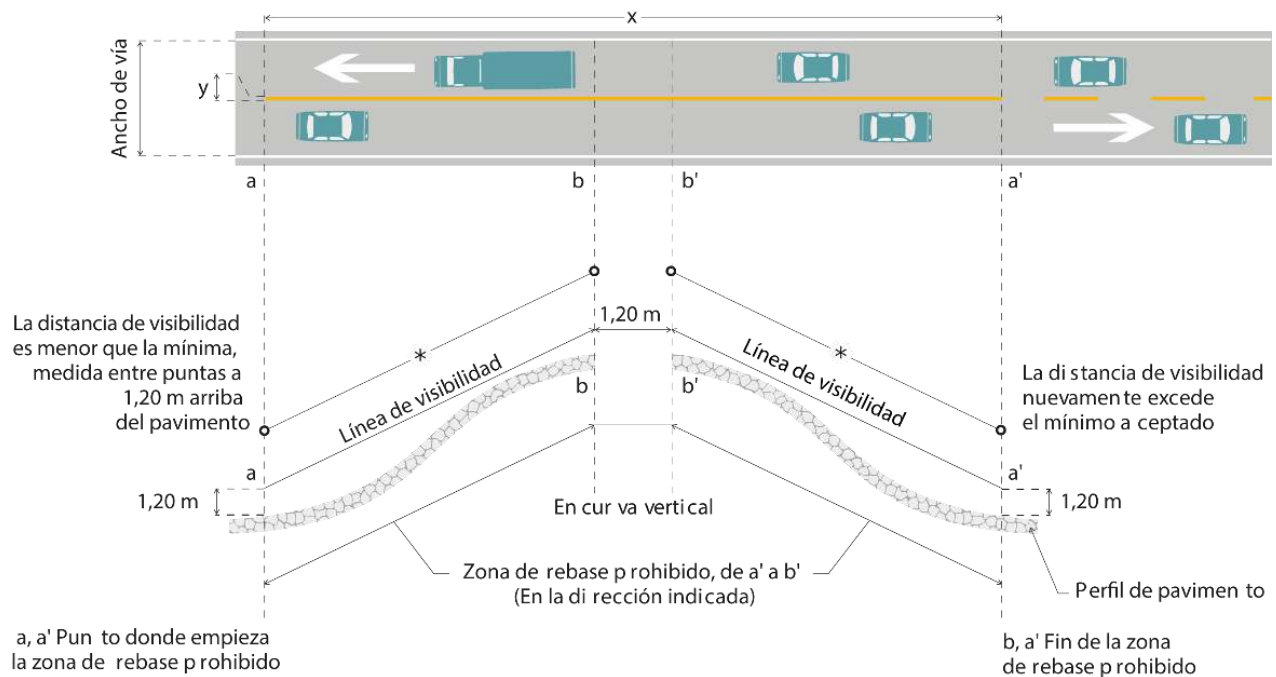 x
Ancho de vía
y
a
b
b'
a'
La distancia de visibilidad
es menor que la mínima,
medida entre puntas a
1,20 m arriba
del pavimento
*
Línea de visibilidad
1,20 m
b
b'
*
Línea de visibilidad
La di stancia de visibilidad
nuevamen te excede
el mínimo a ceptado
a
a'
1,20 m
1,20 m
En cur va vertical
Zona de rebase p rohibido, de a' a b'
(En la di rección indicada)
Perfil de pavimen to
a, a' Pun to donde empieza
la zona de rebase p rohibido
b, a' Fin de la zona
de rebase p rohibido